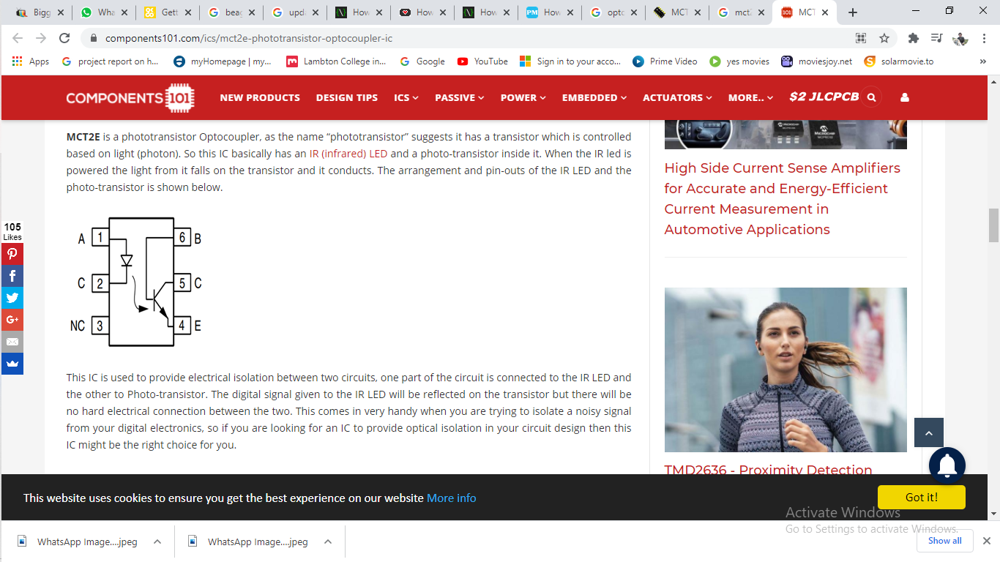 Bigg
Wha
Gett
beag
upda
How
How
How
How
opto
MCT
mct2
MCT
components101.com/ics/mct2e-phototransistor-optocoupler-ic
Apps
project report on h...
myHomepage | my...
Lambton College in...
Google
YouTube
Sign in to your acco...
Prime Video
yes movies
moviesjoy.net
solarmovie.to
»
COMPONENTS 101
NEW PRODUCTS
DESIGN TIPS
ICS
PASSIVE
POWER
EMBEDDED
ACTUATORS
MORE..
$2 JLCPCB
MCT2E is a phototransistor Optocoupler, as the name “phototransistor” suggests it has a transistor which is controlled
based on light (photon). So this IC basically has an IR (infrared) LED and a photo-transistor inside it. When the IR led is
powered the light from it falls on the transistor and it conducts. The arrangement and pin-outs of the IR LED and the
photo-transistor is shown below.
A 1 6 B
C 2 5 C
NC 3 4 E
105
Likes
This IC is used to provide electrical isolation between two circuits, one part of the circuit is connected to the IR LED and
the other to Photo-transistor. The digital signal given to the IR LED will be reflected on the transistor but there will be
no hard electrical connection between the two. This comes in very handy when you are trying to isolate a noisy signal
from your digital electronics, so if you are looking for an IC to provide optical isolation in your circuit design then this
IC might be the right choice for you.
High Side Current Sense Amplifiers
for Accurate and Energy-Efficient
Current Measurement in
Automotive Applications
TMD2636 - Proximity Detection
This website uses cookies to ensure you get the best experience on our website More info
Got it!
Activate Windows
Go to Settings to activate Windows.
WhatsApp Image....jpeg
WhatsApp Image....jpeg
Show all